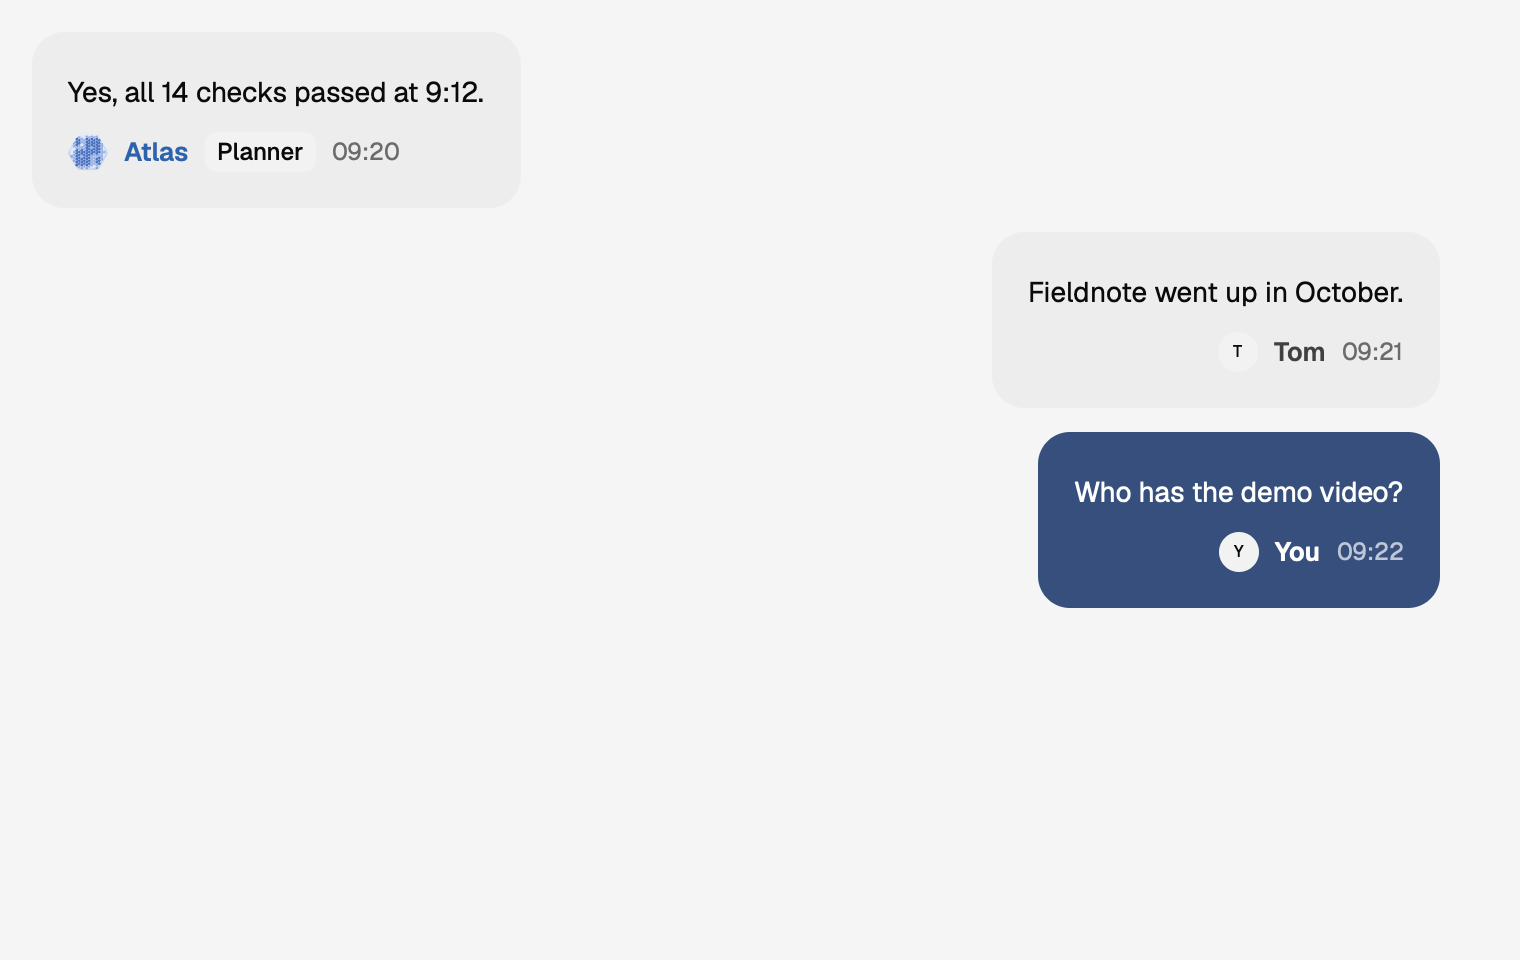 Yes, all 14 checks passed at 9:12.
Atlas Planner 09:20
Fieldnote went up in October.
T Tom 09:21
Who has the demo video?
Y You 09:22